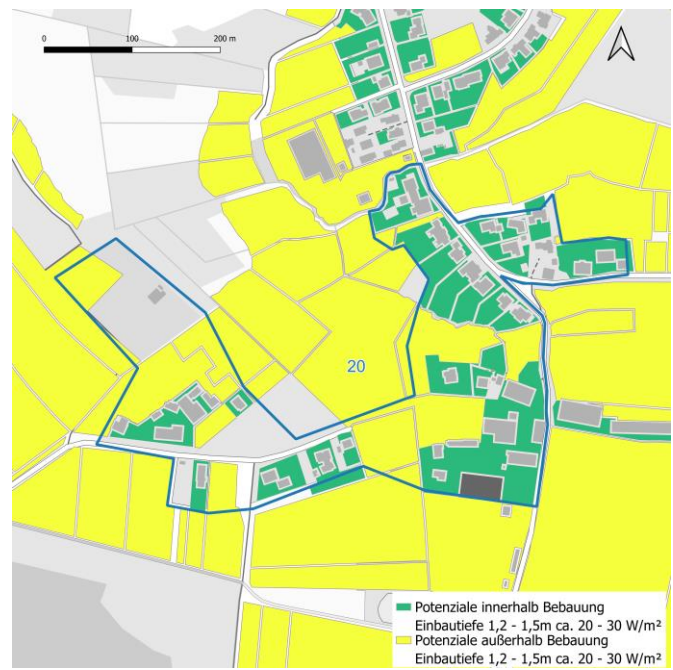 0 100 200 m
20
Potenziale innerhalb Bebauung
Einbautiefe 1,2 - 1,5m ca. 20 - 30 W/m²
Potenziale außerhalb Bebauung
Einbautiefe 1,2 - 1,5m ca. 20 - 30 W/m²